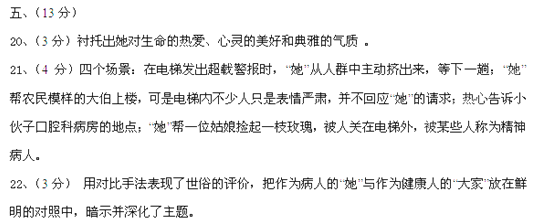 五、（13分）
20、（3分）衬托出她对生命的热爱、心灵的美好和典雅的气质 。
21、（4 分）四个场景：在电梯发出超载警报时，“她”从人群中主动挤出来，等下一趟；“她”
帮农民模样的大伯上楼，可是电梯内不少人只是表情严肃，并不回应“她”的请求；热心告诉小
伙子口腔科病房的地点；“她”帮一位姑娘捡起一枝玫瑰，被人关在电梯外，被某些人称为精神
病人。
22、（3分） 用对比手法表现了世俗的评价，把作为病人的“她”与作为健康人的“大家”放在鲜
明的对照中，暗示并深化了主题。